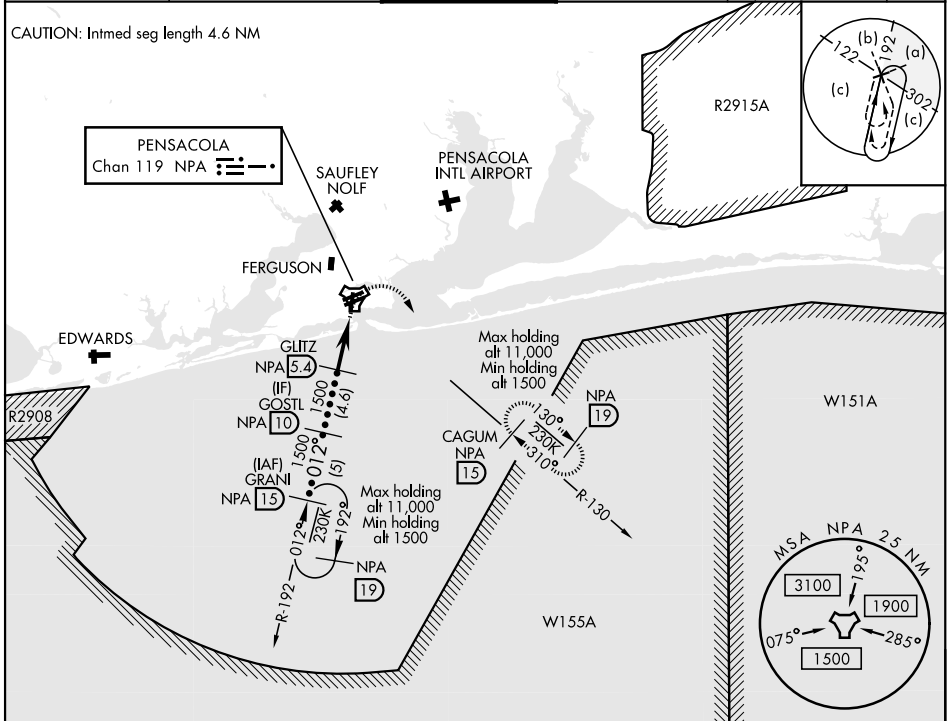 CAUTION: Intmed seg length 4.6 NM
(b)
192
(a)
122
(c)
302
(c)
R2915A
PENSACOLA
Chan 119 NPA
SAUFLEY
NOLF
PENSACOLA
INTL AIRPORT
FERGUSON
EDWARDS
R2908
GLITZ
NPA 5.4
(IF)
GOSTL
NPA 10
1500
(4.6)
(IAF)
GRANI
NPA 15
1500
012°
(5)
Max holding
alt 11,000
Min holding
alt 1500
012°
230K
192°
NPA
19
R-192
Max holding
alt 11,000
Min holding
alt 1500
NPA
19
CAGUM
NPA
15
130°
230K
310°
R-130
W151A
W155A
MSA NPA 25 NM
195°
3100
1900
075°
285°
1500